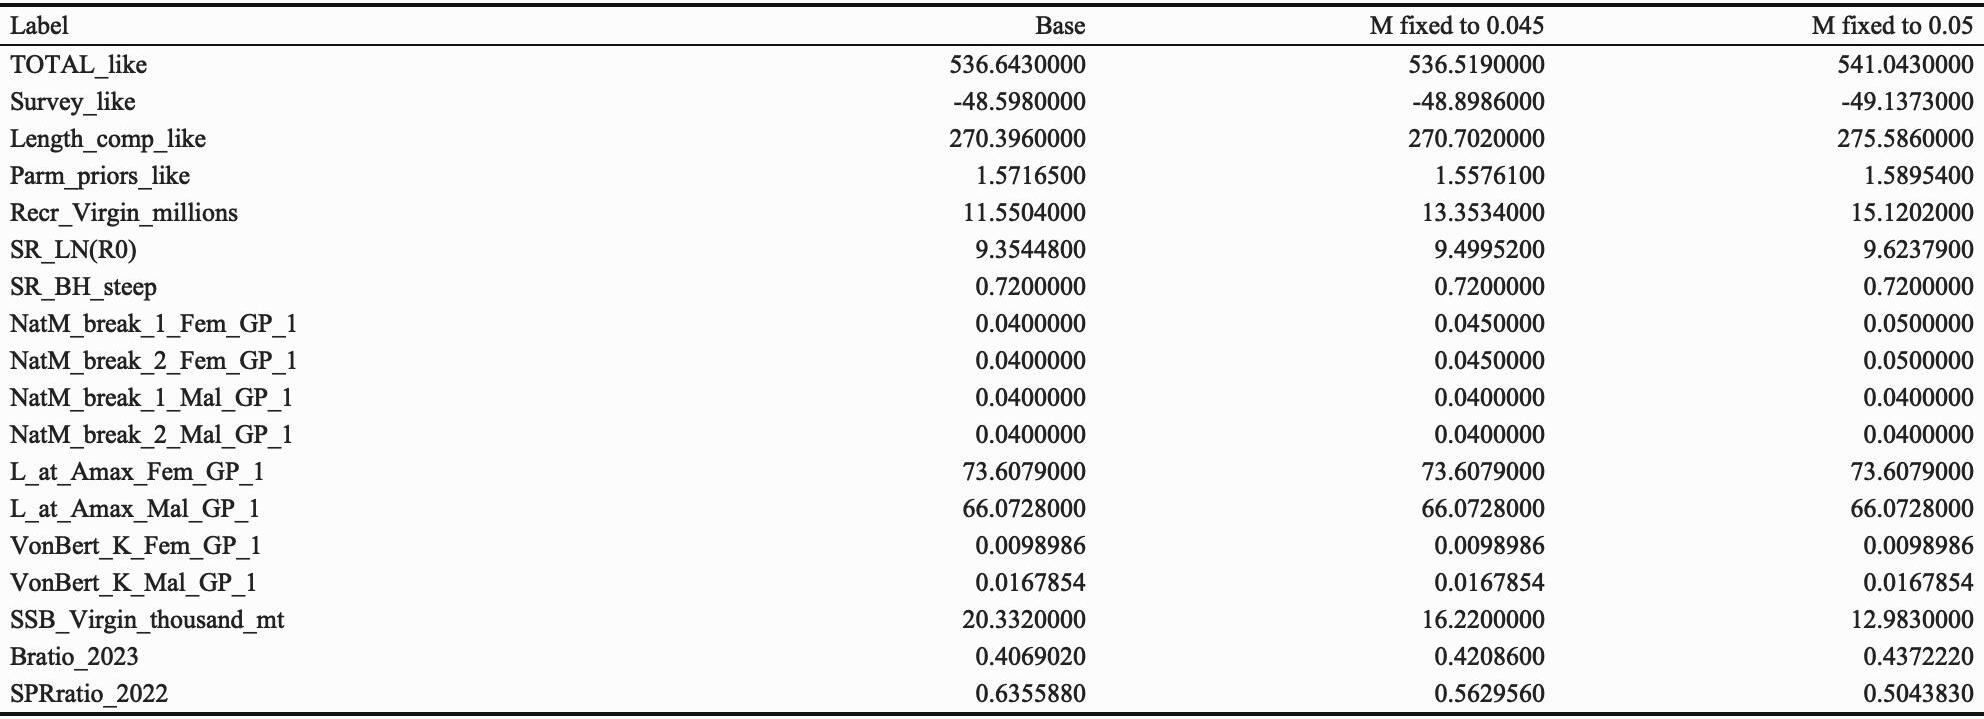 Label Base M fixed to 0.045 M fixed to 0.05
TOTAL_like 536.6430000 536.5190000 541.0430000
Survey_like -48.5980000 -48.8986000 -49.1373000
Length_comp_like 270.3960000 270.7020000 275.5860000
Parm_priors_like 1.5716500 1.5576100 1.5895400
Recr_Virgin_millions 11.5504000 13.3534000 15.1202000
SR_LN(R0) 9.3544800 9.4995200 9.6237900
SR_BH_steep 0.7200000 0.7200000 0.7200000
NatM_break_1_Fem_GP_1 0.0400000 0.0450000 0.0500000
NatM_break_2_Fem_GP_1 0.0400000 0.0450000 0.0500000
NatM_break_1_Mal_GP_1 0.0400000 0.0400000 0.0400000
NatM_break_2_Mal_GP_1 0.0400000 0.0400000 0.0400000
L_at_Amax_Fem_GP_1 73.6079000 73.6079000 73.6079000
L_at_Amax_Mal_GP_1 66.0728000 66.0728000 66.0728000
VonBert_K_Fem_GP_1 0.0098986 0.0098986 0.0098986
VonBert_K_Mal_GP_1 0.0167854 0.0167854 0.0167854
SSB_Virgin_thousand_mt 20.3320000 16.2200000 12.9830000
Bratio_2023 0.4069020 0.4208600 0.4372220
SPRratio_2022 0.6355880 0.5629560 0.5043830